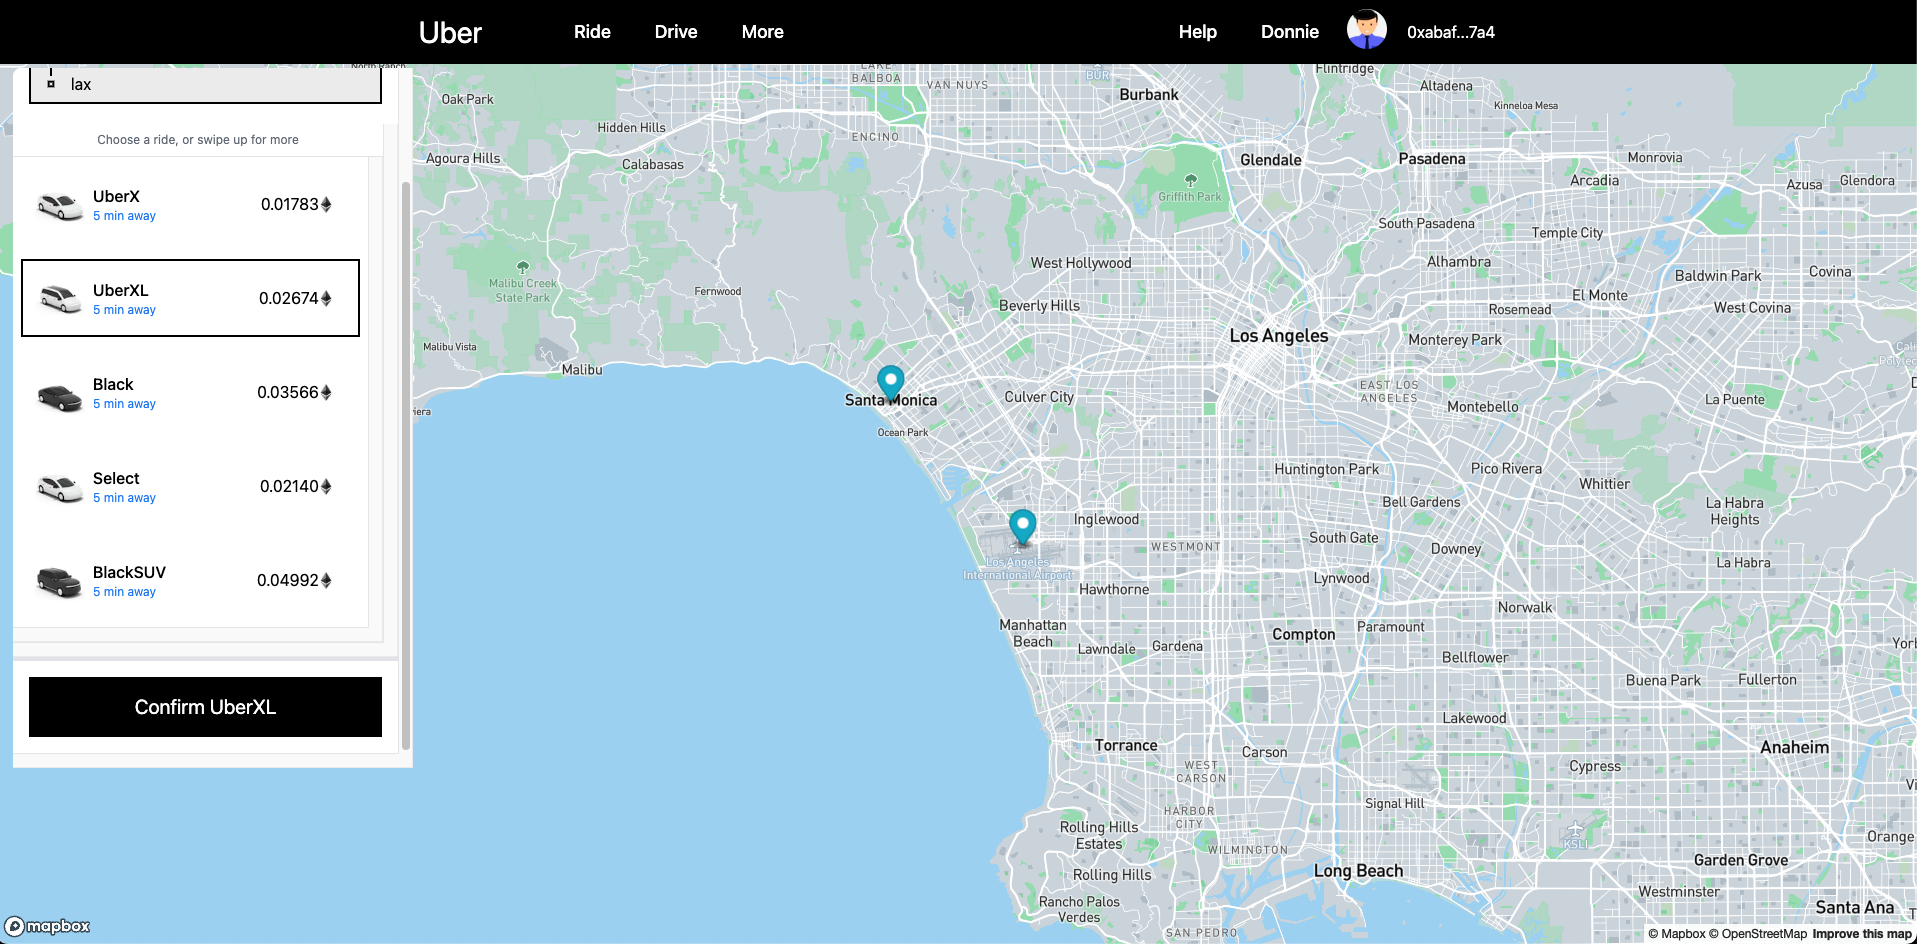 Uber
Ride
Drive
More
Help
Donnie
0xabaf...7a4
lax
Choose a ride, or swipe up for more
UberX
5 min away
0.01783
UberXL
5 min away
0.02674
Black
5 min away
0.03566
Select
5 min away
0.02140
BlackSUV
5 min away
0.04992
Confirm UberXL
North Ranch
Oak Park
Hidden Hills
Agoura Hills
Calabasas
LAKE
BALBOA
VAN NUYS
ENCINO
BUR
Burbank
Flintridge
Altadena
Kinneloa Mesa
Glendale
Pasadena
Monrovia
Arcadia
Azusa
Glendora
Griffith Park
South Pasadena
Temple City
Malibu Creek
State Park
Fernwood
West Hollywood
Alhambra
Baldwin Park
Covina
Beverly Hills
El Monte
Rosemead
West Covina
Los Angeles
Monterey Park
Malibu Vista
Malibu
Santa Monica
Culver City
EAST LOS
ANGELES
Montebello
La Puente
Ocean Park
Huntington Park
Pico Rivera
Whittier
Bell Gardens
La Habra
Heights
Inglewood
WESTMONT
South Gate
Downey
La Habra
Los Angeles
International Airport
Hawthorne
Lynwood
Norwalk
Manhattan
Beach
Lawndale
Gardena
Compton
Paramount
Bellflower
Buena Park
Fullerton
Lakewood
Torrance
Carson
Anaheim
WEST
CARSON
Cypress
Signal Hill
HARBOR
CITY
Rolling Hills
Estates
WILMINGTON
KSLI
Orange
Garden Grove
Rolling Hills
Long Beach
Westminster
Rancho Palos
Verdes
Santa Ana
SAN PEDRO
mapbox
© Mapbox © OpenStreetMap Improve this map